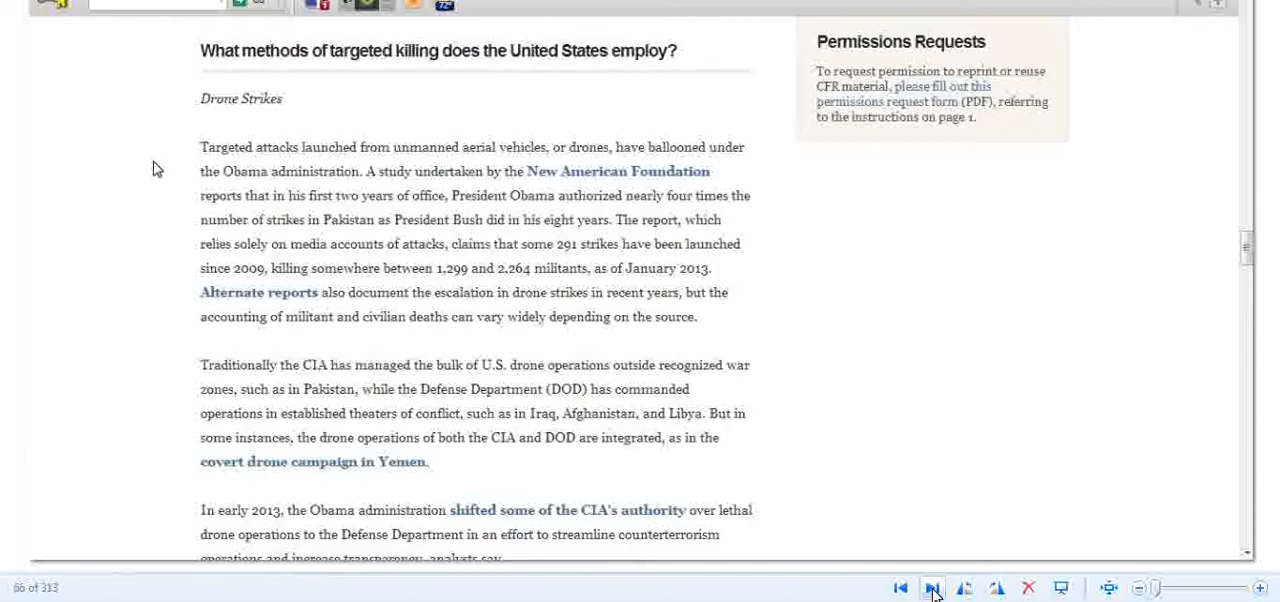 72°
What methods of targeted killing does the United States employ?
Permissions Requests
To request permission to reprint or reuse
CFR material, please fill out this
permissions request form (PDF), referring
to the instructions on page 1.
Drone Strikes
Targeted attacks launched from unmanned aerial vehicles, or drones, have ballooned under
the Obama administration. A study undertaken by the New American Foundation
reports that in his first two years of office, President Obama authorized nearly four times the
number of strikes in Pakistan as President Bush did in his eight years. The report, which
relies solely on media accounts of attacks, claims that some 291 strikes have been launched
since 2009, killing somewhere between 1,299 and 2,264 militants, as of January 2013.
Alternate reports also document the escalation in drone strikes in recent years, but the
accounting of militant and civilian deaths can vary widely depending on the source.
Traditionally the CIA has managed the bulk of U.S. drone operations outside recognized war
zones, such as in Pakistan, while the Defense Department (DOD) has commanded
operations in established theaters of conflict, such as in Iraq, Afghanistan, and Libya. But in
some instances, the drone operations of both the CIA and DOD are integrated, as in the
covert drone campaign in Yemen.
In early 2013, the Obama administration shifted some of the CIA's authority over lethal
drone operations to the Defense Department in an effort to streamline counterterrorism
operations and increase transparency, analysts say.
66 of 313